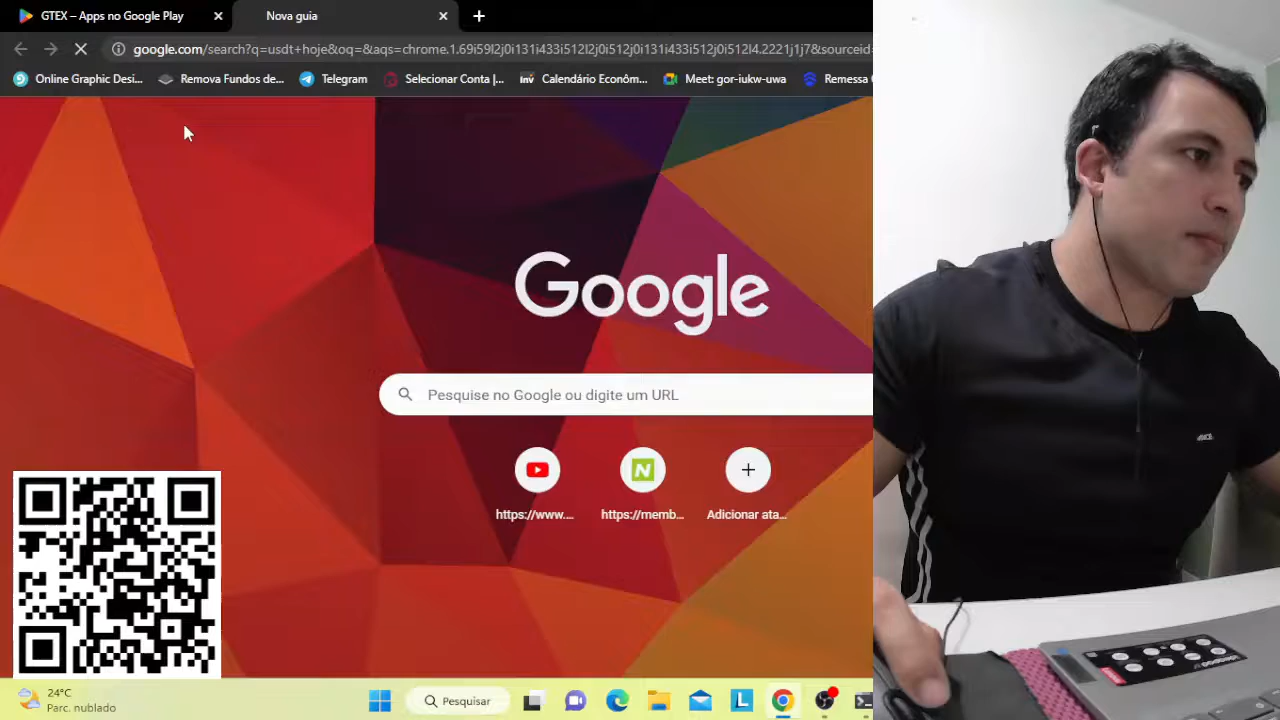 GTEX – Apps no Google Play
Nova guia
google.com/search?q=usdt+hoje&oq=&aqs=chrome.1.69i59l2j0i131i433i512l2j0i512j0i131i433i512j0i512l4.2221j1j7&sourceid=
Online Graphic Desi...
Remova Fundos de...
Telegram
Selecionar Conta |...
Inv
Calendário Econôm...
Meet: gor-iukw-uwa
Remessa
Google
Pesquise no Google ou digite um URL
https://www....
https://memb...
Adicionar ata...
24°C
Parc. nublado
Pesquisar